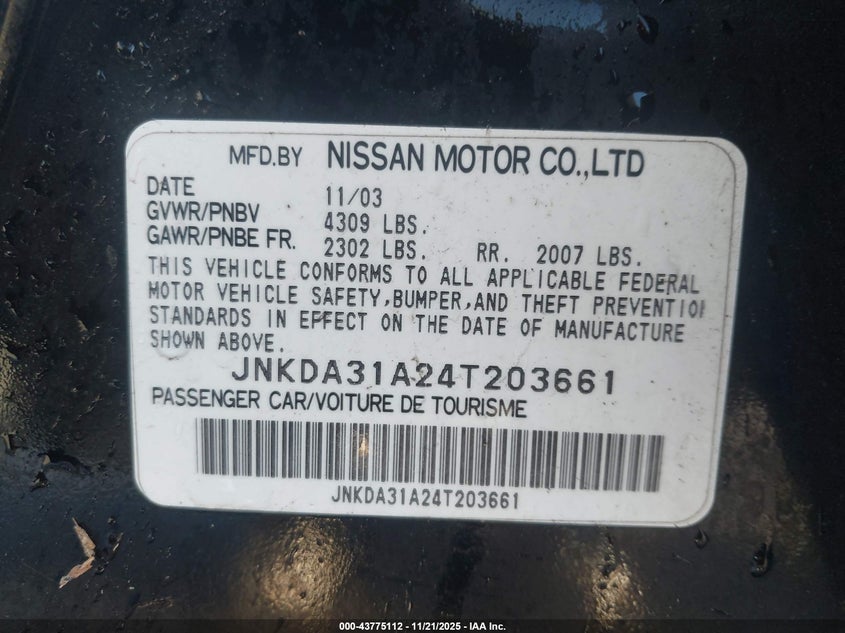 MFD.BY NISSAN MOTOR CO.,LTD
DATE 11/03
GVWR/PNBV 4309 LBS.
GAWR/PNBE FR. 2302 LBS. RR. 2007 LBS.
THIS VEHICLE CONFORMS TO ALL APPLICABLE FEDERAL
MOTOR VEHICLE SAFETY,BUMPER,AND THEFT PREVENTION
STANDARDS IN EFFECT ON THE DATE OF MANUFACTURE
SHOWN ABOVE.
JNKDA31A24T203661
PASSENGER CAR/VOITURE DE TOURISME
JNKDA31A24T203661
000-43775112 - 11/21/2025 - IAA Inc.